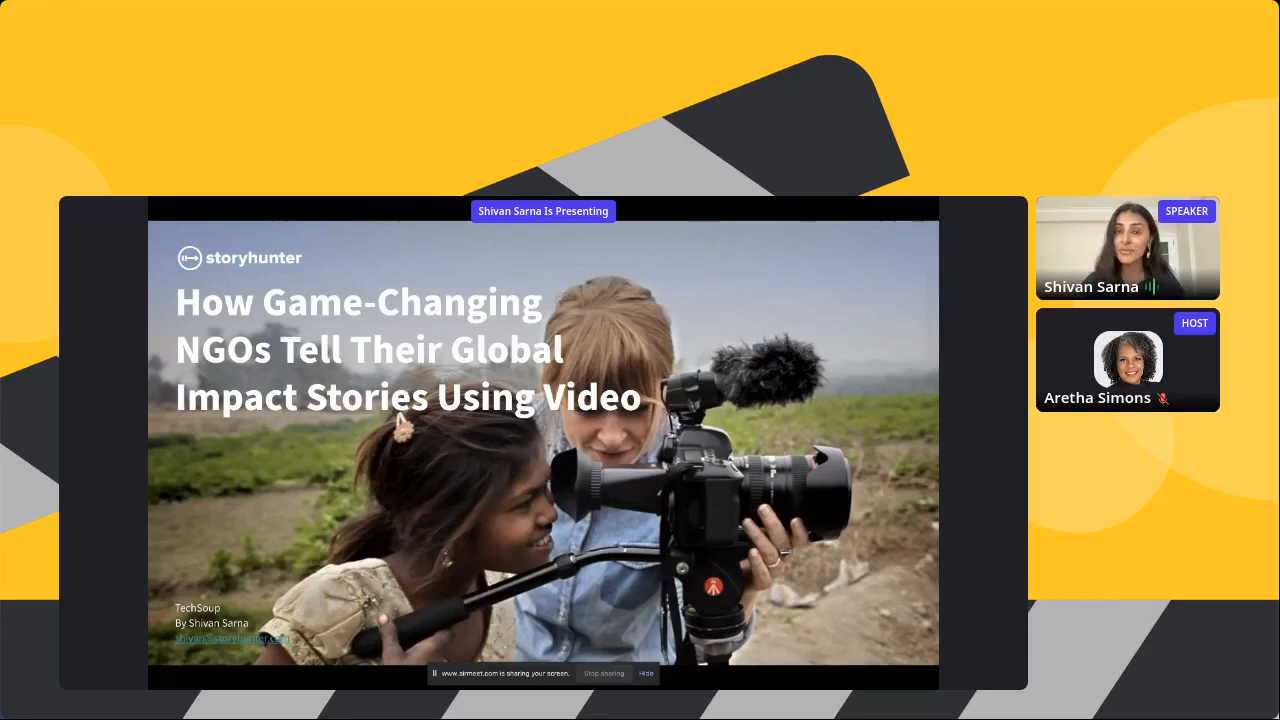 Shivan Sarna Is Presenting
storyhunter
How Game-Changing
NGOs Tell Their Global
Impact Stories Using Video
TechSoup
By Shivan Sarna
shivan@storyhunter.com
www.airmeet.com is sharing your screen.
Stop sharing
Hide
SPEAKER
Shivan Sarna
HOST
Aretha Simons